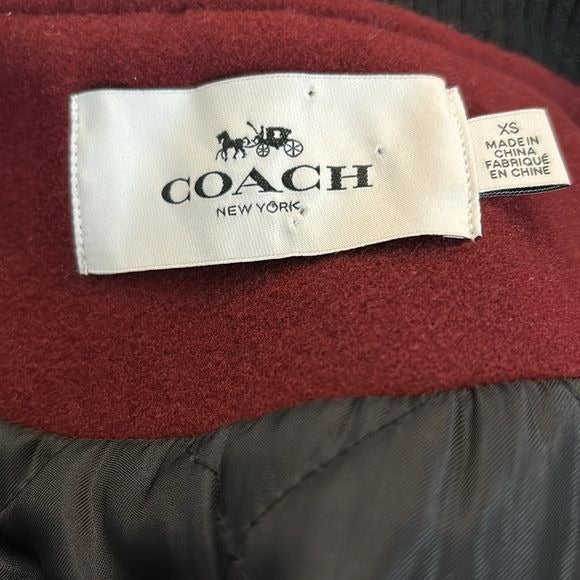 COACH
NEW YORK
XS
MADE IN
CHINA
FABRIQUÉ
EN CHINE